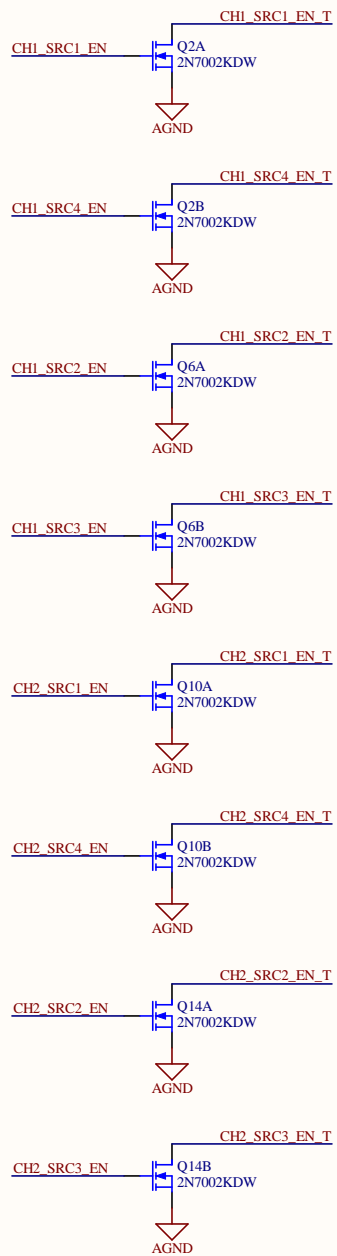 CH1_SRC1_EN_T
CH1_SRC1_EN
Q2A
2N7002KDW
AGND
CH1_SRC4_EN_T
CH1_SRC4_EN
Q2B
2N7002KDW
AGND
CH1_SRC2_EN_T
CH1_SRC2_EN
Q6A
2N7002KDW
AGND
CH1_SRC3_EN_T
CH1_SRC3_EN
Q6B
2N7002KDW
AGND
CH2_SRC1_EN_T
CH2_SRC1_EN
Q10A
2N7002KDW
AGND
CH2_SRC4_EN_T
CH2_SRC4_EN
Q10B
2N7002KDW
AGND
CH2_SRC2_EN_T
CH2_SRC2_EN
Q14A
2N7002KDW
AGND
CH2_SRC3_EN_T
CH2_SRC3_EN
Q14B
2N7002KDW
AGND